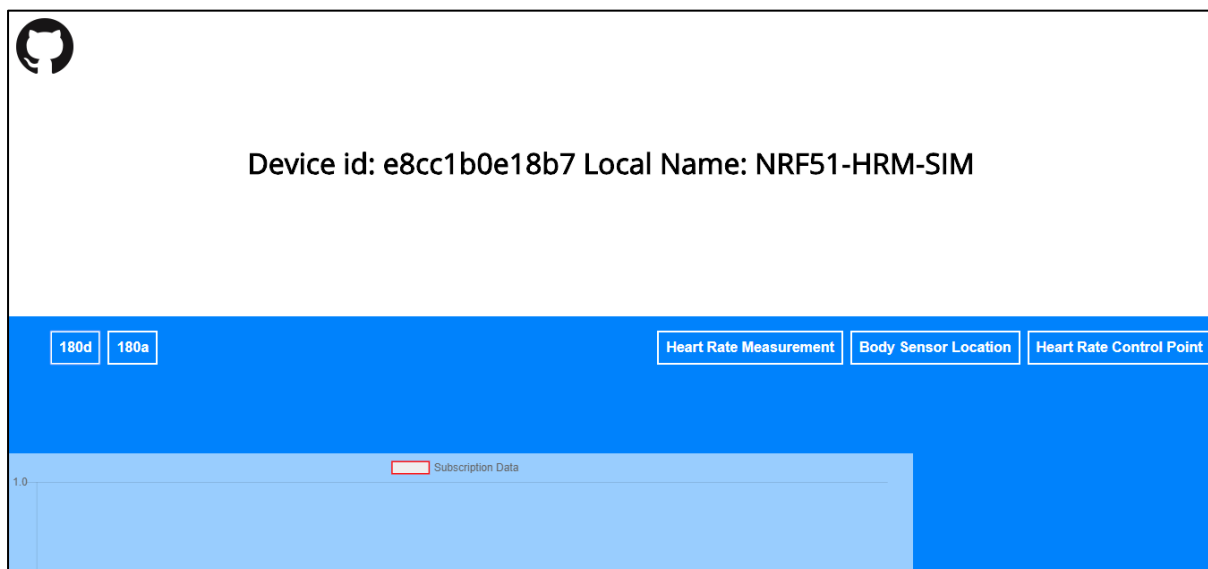 Device id: e8cc1b0e18b7 Local Name: NRF51-HRM-SIM
180d 180a Heart Rate Measurement Body Sensor Location Heart Rate Control Point
Subscription Data
1.0